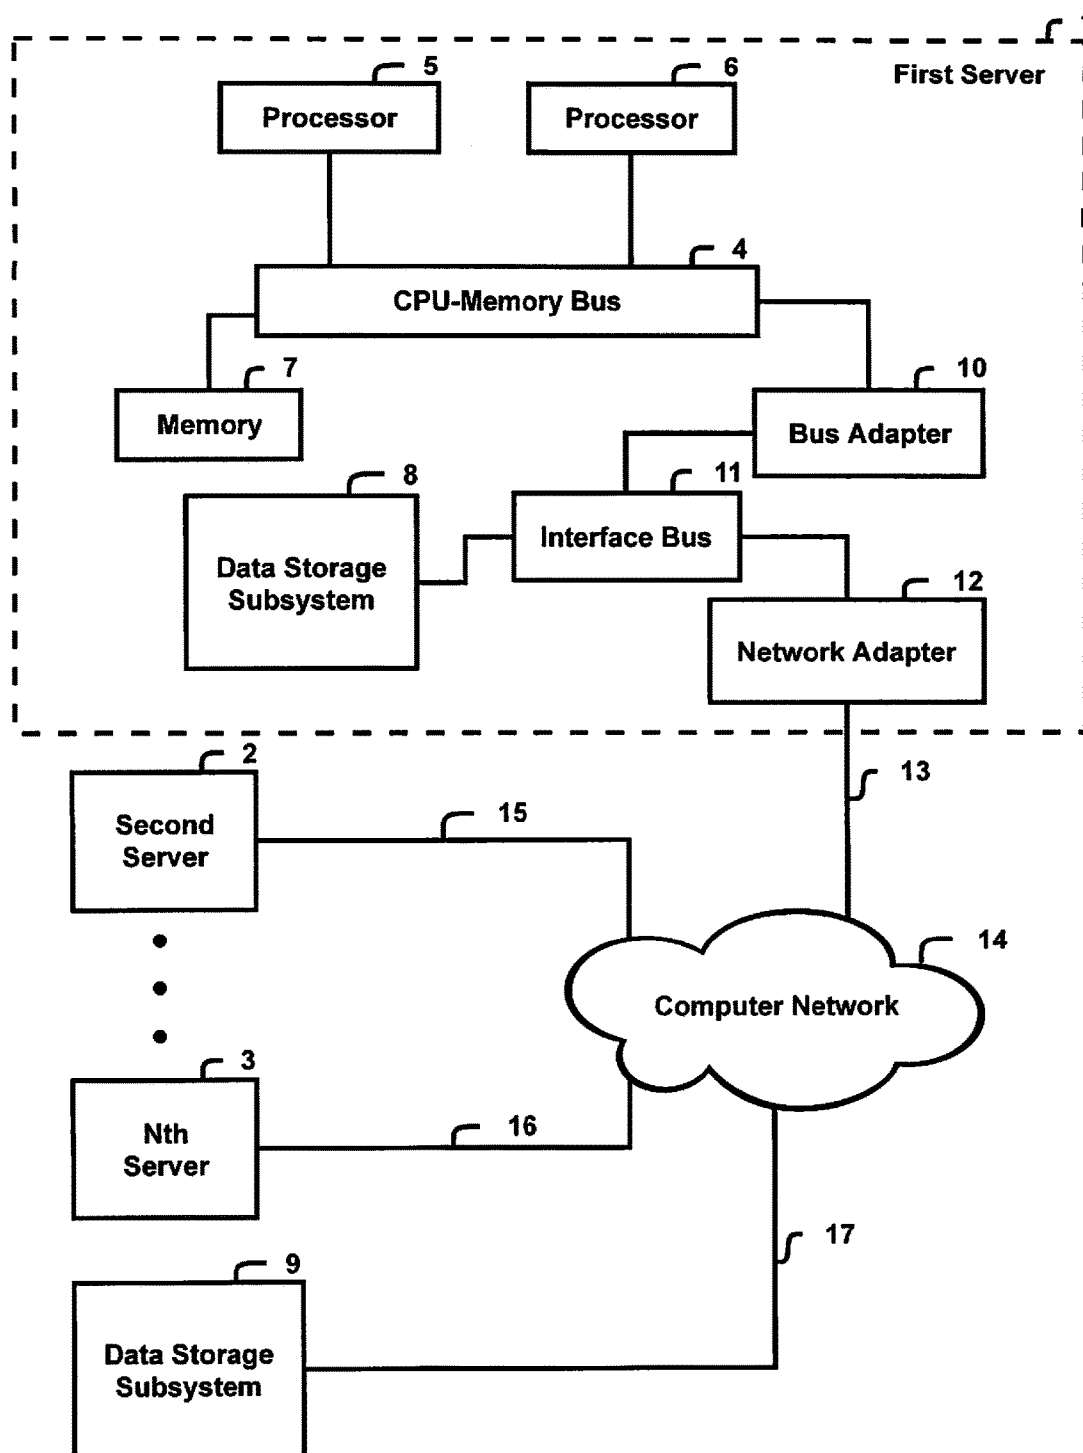 First Server
5
6
Processor
Processor
4
CPU-Memory Bus
7
10
Memory
Bus Adapter
8
11
Interface Bus
Data Storage
Subsystem
12
Network Adapter
2
13
Second
Server
15
14
Computer Network
3
Nth
Server
16
17
9
Data Storage
Subsystem